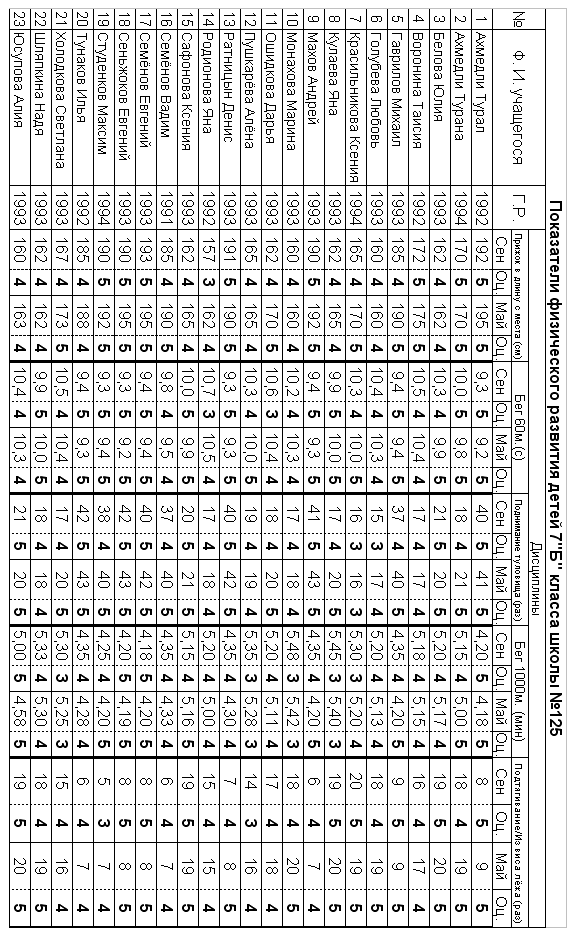 Показатели физического развития детей 7"Б" класса школы №125
№ Ф. И. учащегося Г.Р. Дисциплины
Прыжок в длину с места (см) Бег 60м. (с) Поднимание туловища (раз) Бег 1000м. (мин) Подтягивание/Из виса лёжа (раз)
Сен Оц. Май Оц. Сен Оц. Май Оц. Сен Оц. Май Оц. Сен Оц. Май Оц. Сен Оц. Май Оц.
1 Ахмедли Турал 1992 192 5 195 5 9,3 5 9,2 5 40 5 41 5 4,20 5 4,18 5 8 5 9 5
2 Ахмедли Турана 1994 170 5 170 5 10,0 5 9,8 5 18 4 21 5 5,15 4 5,00 5 18 4 19 5
3 Белова Юлия 1993 162 4 162 4 10,3 4 9,9 5 21 5 20 5 5,20 4 5,17 4 19 5 20 5
4 Воронина Таисия 1992 172 5 175 5 10,5 4 10,4 4 17 4 17 4 5,18 4 5,15 4 16 4 17 4
5 Гаврилов Михаил 1993 185 4 190 4 9,4 5 9,4 5 37 4 40 5 4,35 4 4,20 5 9 5 9 5
6 Голубева Любовь 1993 160 4 160 4 10,4 4 10,3 4 15 3 17 4 5,20 4 5,13 4 18 4 19 5
7 Красильникова Ксения 1994 165 4 170 5 10,3 4 10,0 5 16 3 16 3 5,30 3 5,20 4 20 5 19 5
8 Кулаева Яна 1993 162 4 165 4 9,9 5 10,0 5 17 4 20 5 5,45 3 5,40 3 19 5 20 5
9 Махов Андрей 1993 190 5 192 5 9,4 5 9,3 5 41 5 43 5 4,35 4 4,20 5 6 4 7 4
10 Монахова Марина 1993 160 4 160 4 10,2 4 10,3 4 17 4 18 4 5,48 3 5,42 3 18 4 20 5
11 Ошидкова Дарья 1993 162 4 170 5 10,6 3 10,4 4 18 4 20 5 5,20 4 5,11 4 17 4 18 4
12 Пушкарёва Алёна 1993 165 4 165 4 10,3 4 10,0 5 19 4 19 4 5,35 3 5,28 3 14 3 16 4
13 Ратницын Денис 1993 191 5 190 5 9,3 5 9,3 5 40 5 42 5 4,35 4 4,30 4 7 4 8 5
14 Родионова Яна 1992 157 3 162 4 10,7 3 10,5 4 17 4 18 4 5,20 4 5,00 4 15 4 15 4
15 Сафонова Ксения 1993 162 4 165 4 10,0 5 9,9 5 20 5 21 5 5,15 4 5,16 5 19 5 19 5
16 Семёнов Вадим 1991 185 4 190 5 9,8 4 9,5 4 37 4 40 5 4,35 4 4,33 4 6 4 7 4
17 Семёнов Евгений 1993 193 5 195 5 9,4 5 9,4 5 40 5 42 5 4,18 5 4,20 5 8 5 8 5
18 Сеньжоков Евгений 1993 190 5 195 5 9,3 5 9,2 5 42 5 43 5 4,20 5 4,19 5 8 5 8 5
19 Студенков Максим 1994 190 5 192 5 9,3 5 9,4 5 38 4 40 5 4,25 4 4,20 5 5 3 7 4
20 Тунаков Илья 1992 185 4 188 4 9,4 5 9,3 5 42 5 43 5 4,35 4 4,28 4 6 4 7 4
21 Холодкова Светлана 1993 167 4 173 5 10,5 4 10,4 4 17 4 20 5 5,30 3 5,25 3 15 4 16 4
22 Шляпкина Надя 1993 162 4 162 4 9,9 5 10,0 5 18 4 18 4 5,33 4 5,30 4 18 4 19 5
23 Юсупова Алия 1993 160 4 163 4 10,4 4 10,3 4 21 5 20 5 5,00 5 4,58 5 19 5 20 5